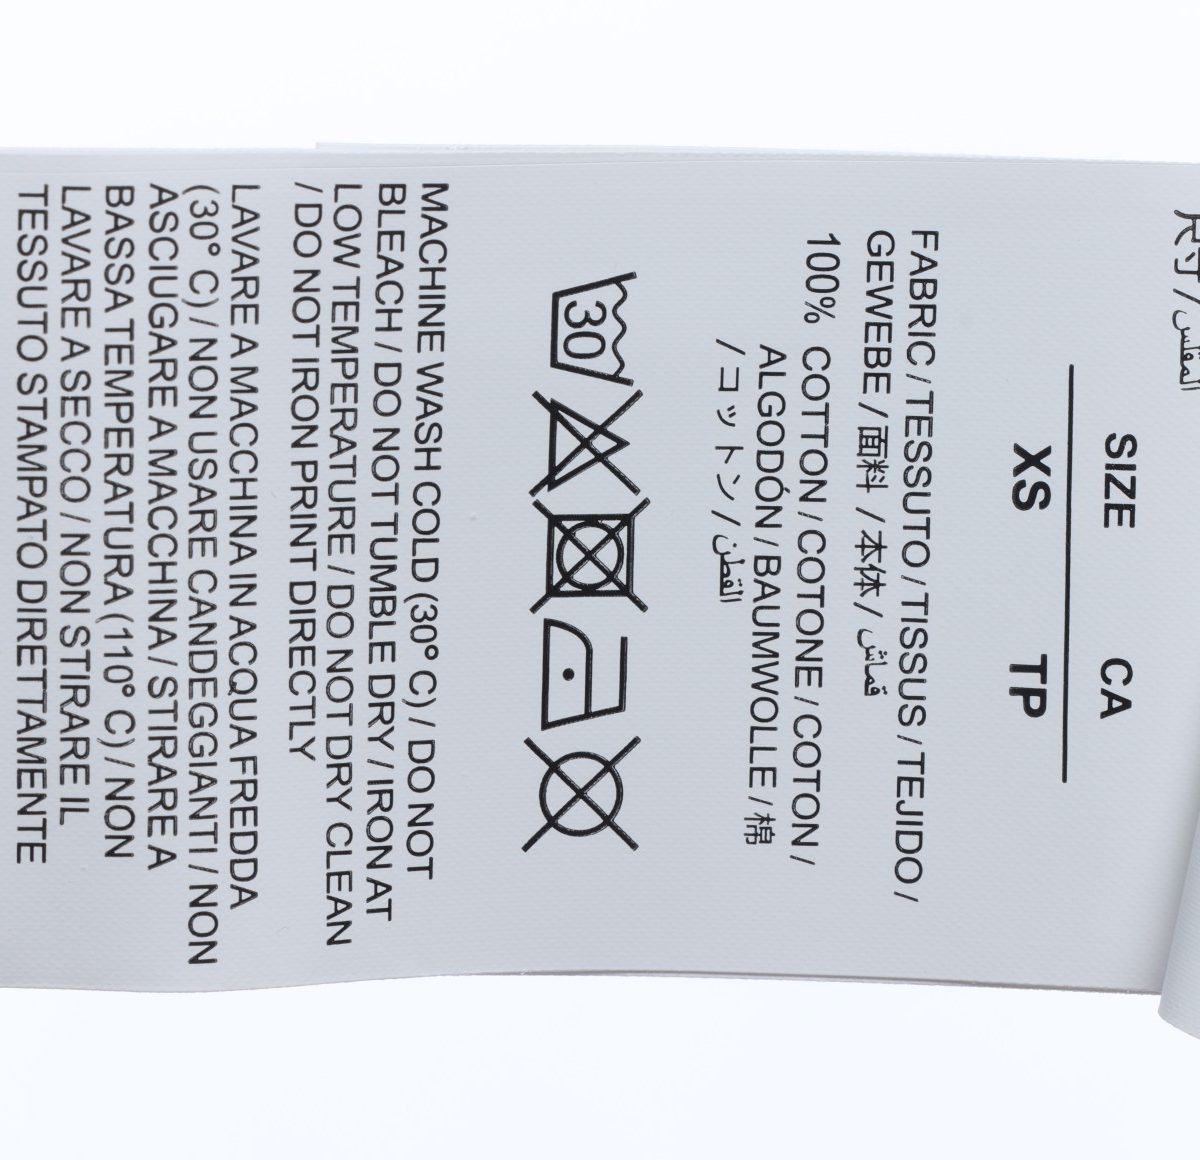 尺寸 / المقاس
SIZE CA
XS TP
FABRIC / TESSUTO / TISSUS / TEJIDO /
GEWEBE / 面料 / 本体 / قماش
100% COTTON / COTONE / COTON /
ALGODÓN / BAUMWOLLE / 棉
/ コットン / القطن
30
MACHINE WASH COLD (30° C) / DO NOT
BLEACH / DO NOT TUMBLE DRY / IRON AT
LOW TEMPERATURE / DO NOT DRY CLEAN
/ DO NOT IRON PRINT DIRECTLY
LAVARE A MACCHINA IN ACQUA FREDDA
(30° C) / NON USARE CANDEGGIANTI / NON
ASCIUGARE A MACCHINA / STIRARE A
BASSA TEMPERATURA (110° C) / NON
LAVARE A SECCO / NON STIRARE IL
TESSUTO STAMPATO DIRETTAMENTE